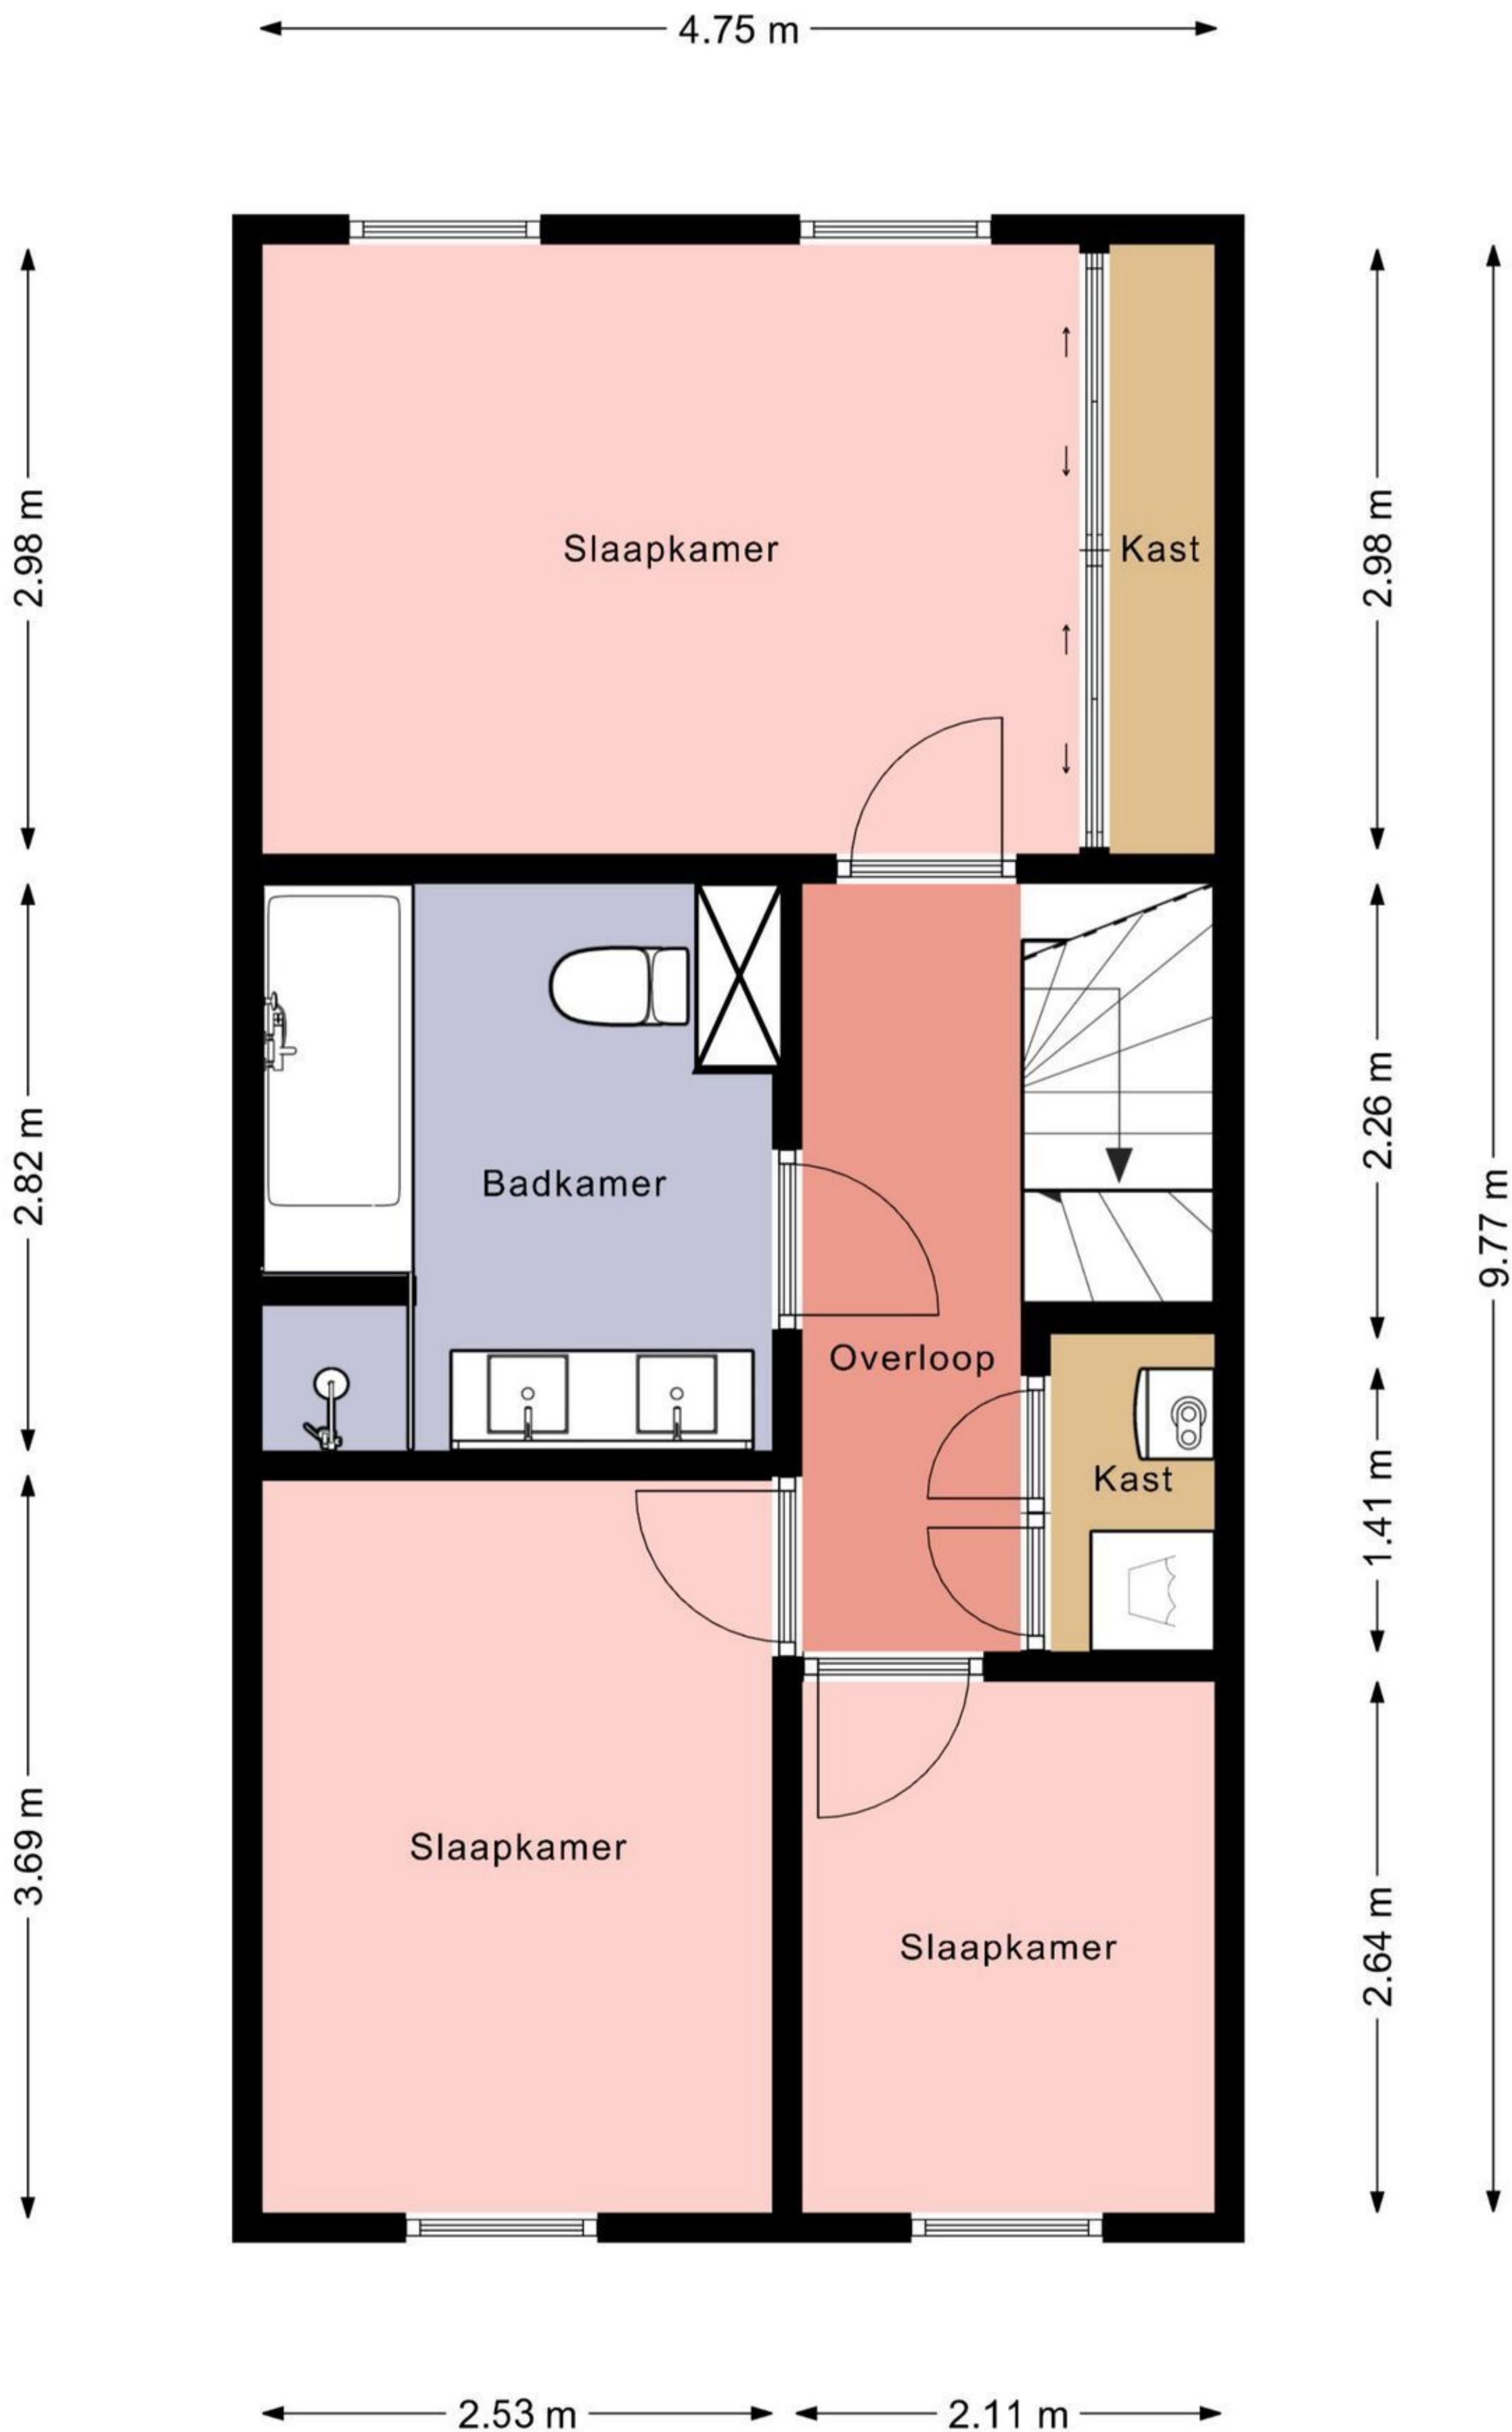 4.75 m
2.98 m
Slaapkamer
Kast
2.98 m
2.82 m
Badkamer
2.26 m
9.77 m
Overloop
Kast
1.41 m
3.69 m
Slaapkamer
Slaapkamer
2.64 m
2.53 m
2.11 m